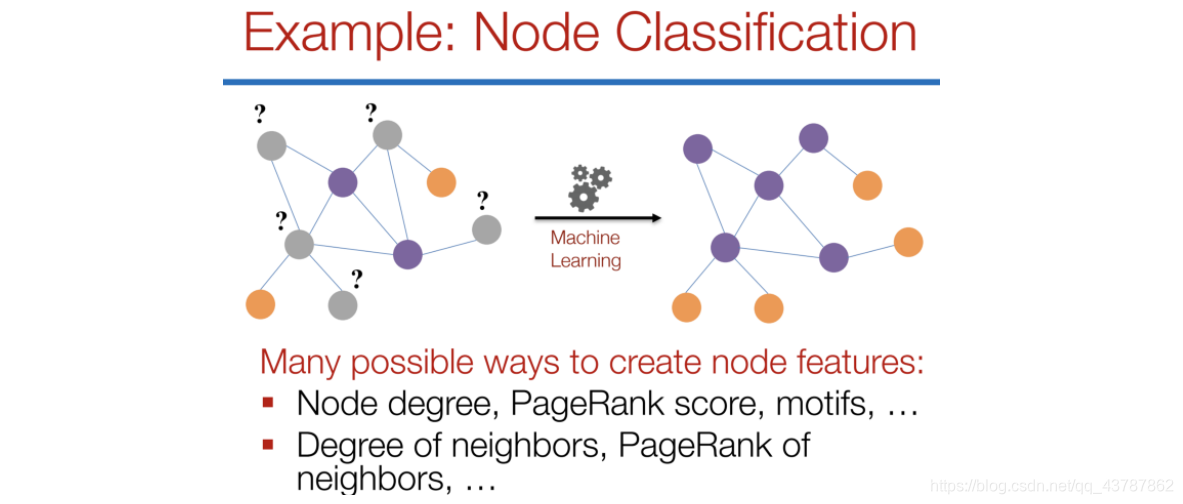 Example: Node Classification
?
?
?
?
?
Machine
Learning
Many possible ways to create node features:
▪ Node degree, PageRank score, motifs, …
▪ Degree of neighbors, PageRank of
neighbors, …
https://blog.csdn.net/qq_43787862